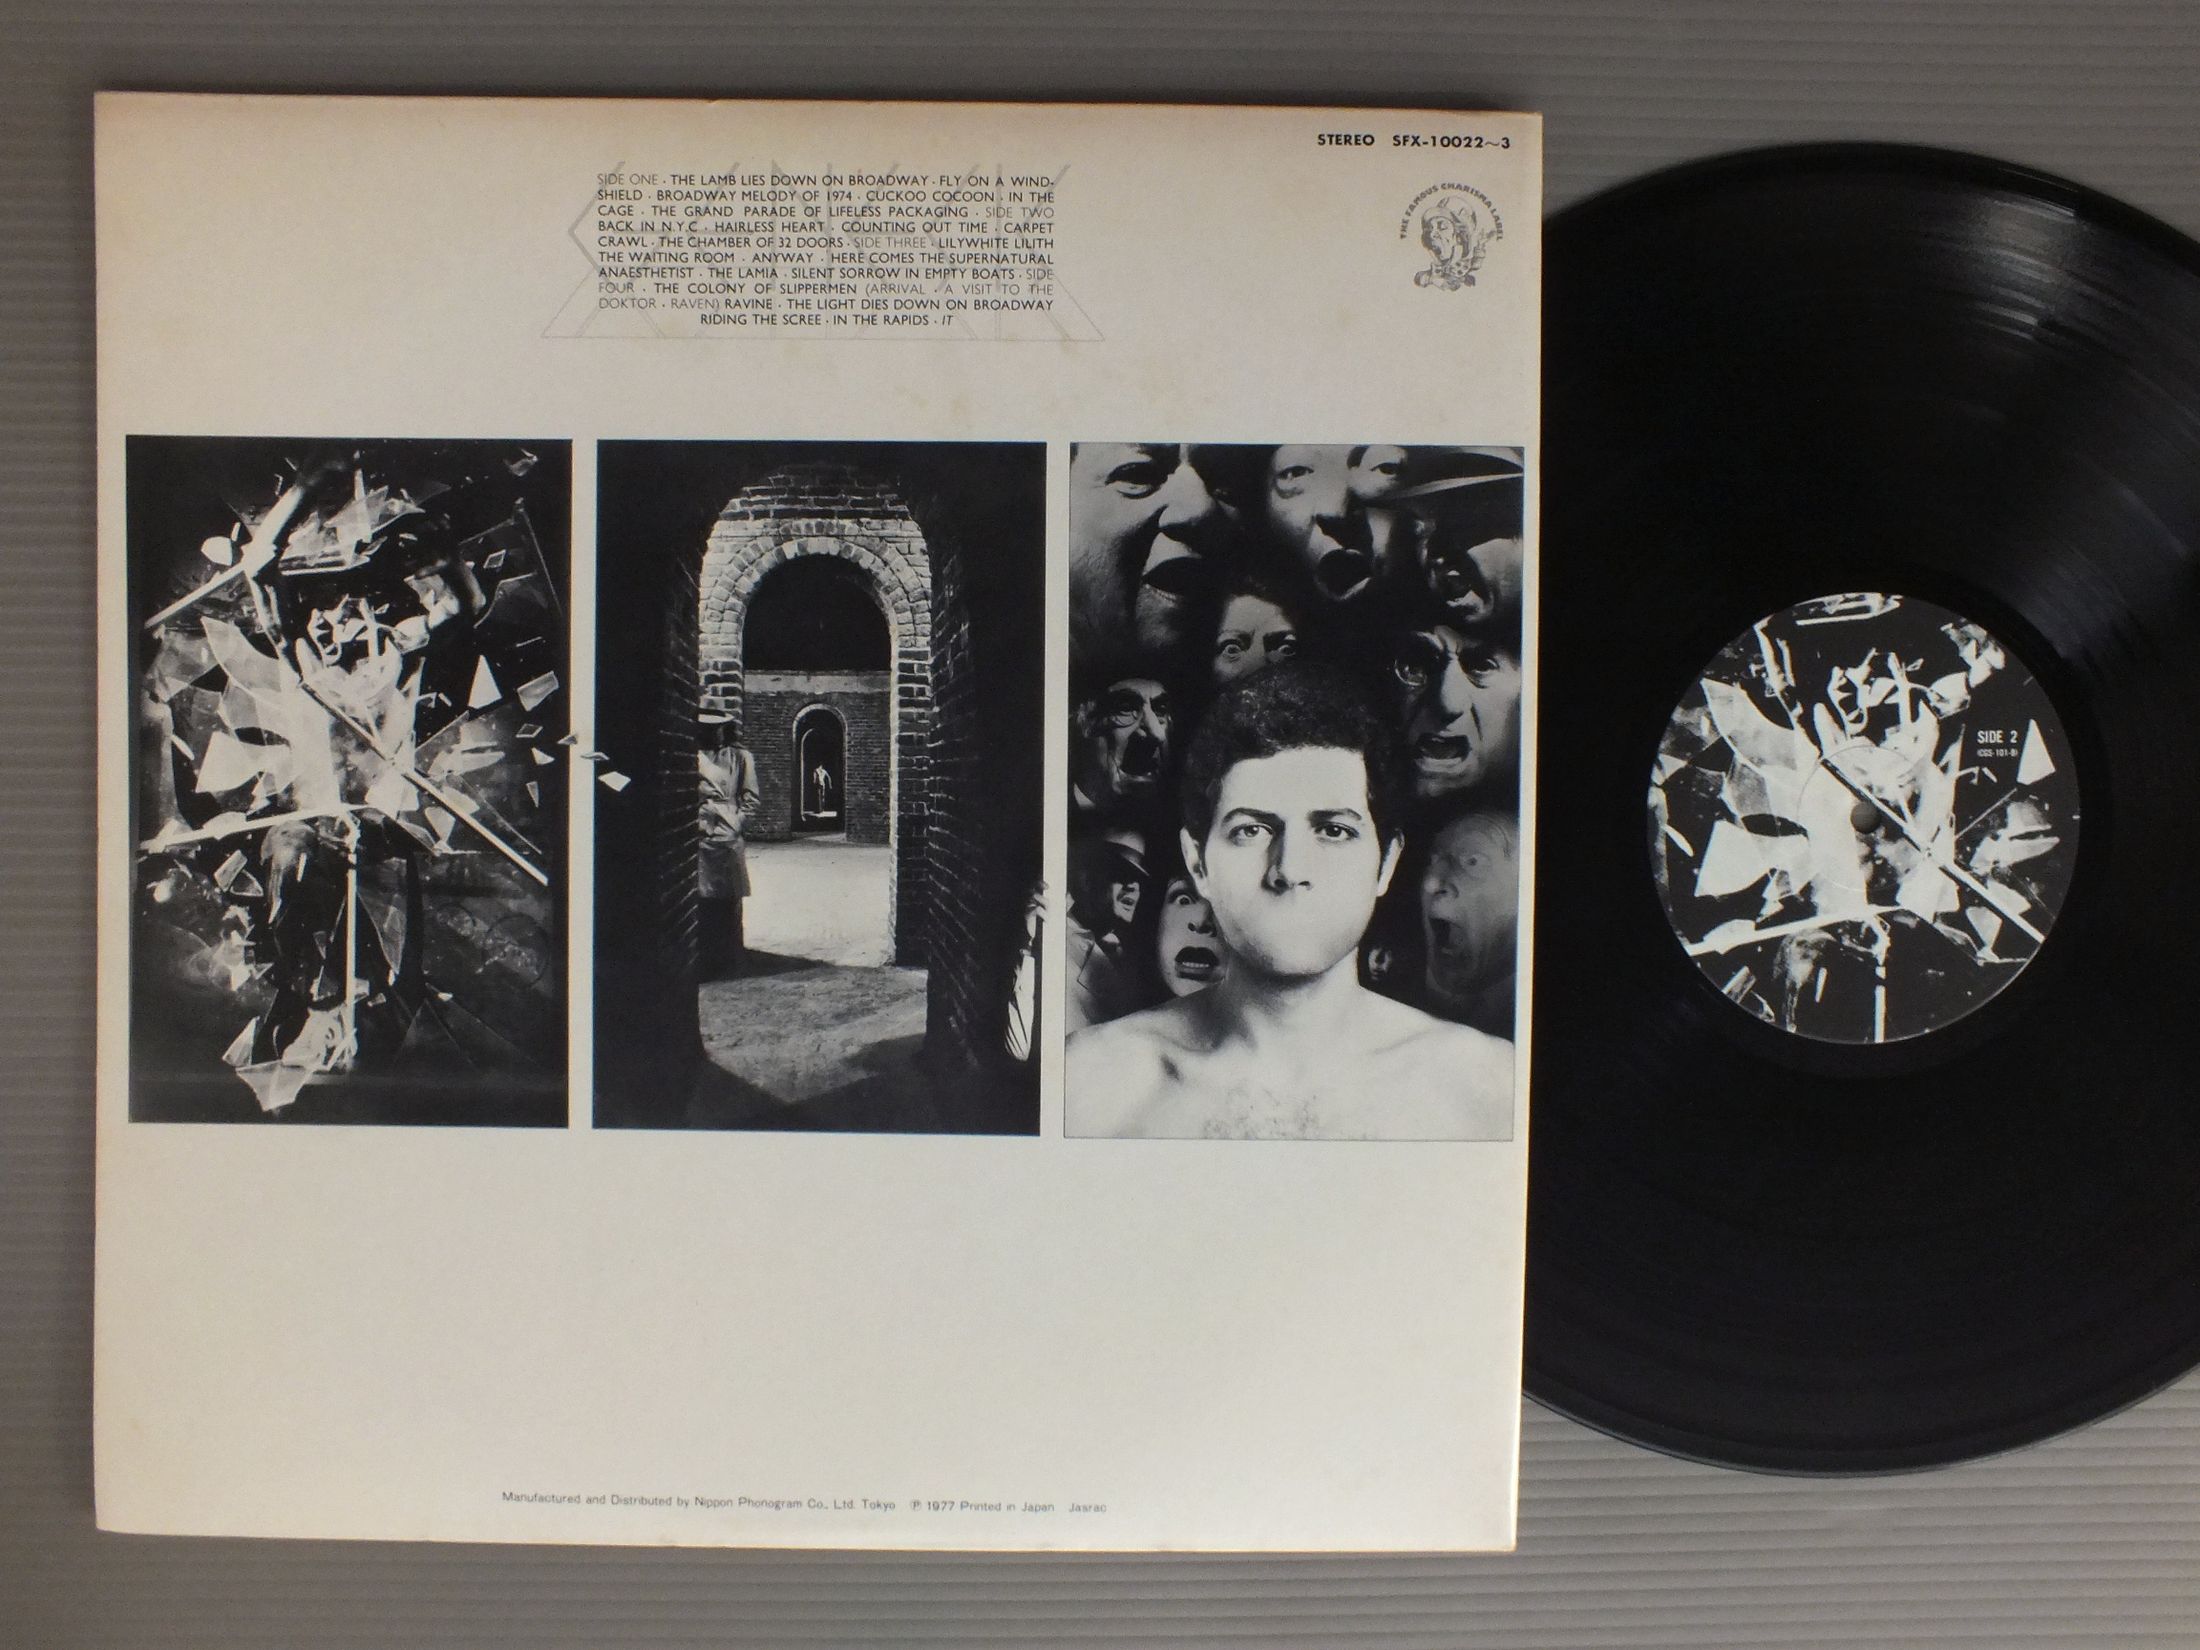 STEREO SFX-10022~3
THE FAMOUS CHARISMA LABEL
SIDE ONE · THE LAMB LIES DOWN ON BROADWAY · FLY ON A WIND-
SHIELD · BROADWAY MELODY OF 1974 · CUCKOO COCOON · IN THE
CAGE · THE GRAND PARADE OF LIFELESS PACKAGING · SIDE TWO
BACK IN N.Y.C · HAIRLESS HEART · COUNTING OUT TIME · CARPET
CRAWL · THE CHAMBER OF 32 DOORS · SIDE THREE · LILYWHITE LILITH
THE WAITING ROOM · ANYWAY · HERE COMES THE SUPERNATURAL
ANAESTHETIST · THE LAMIA · SILENT SORROW IN EMPTY BOATS · SIDE
FOUR · THE COLONY OF SLIPPERMEN (ARRIVAL · A VISIT TO THE
DOKTOR · RAVEN) RAVINE · THE LIGHT DIES DOWN ON BROADWAY
RIDING THE SCREE · IN THE RAPIDS · IT
SIDE 2
(CGS-101-B)
Manufactured and Distributed by Nippon Phonogram Co., Ltd. Tokyo ℗ 1977 Printed in Japan Jasrac